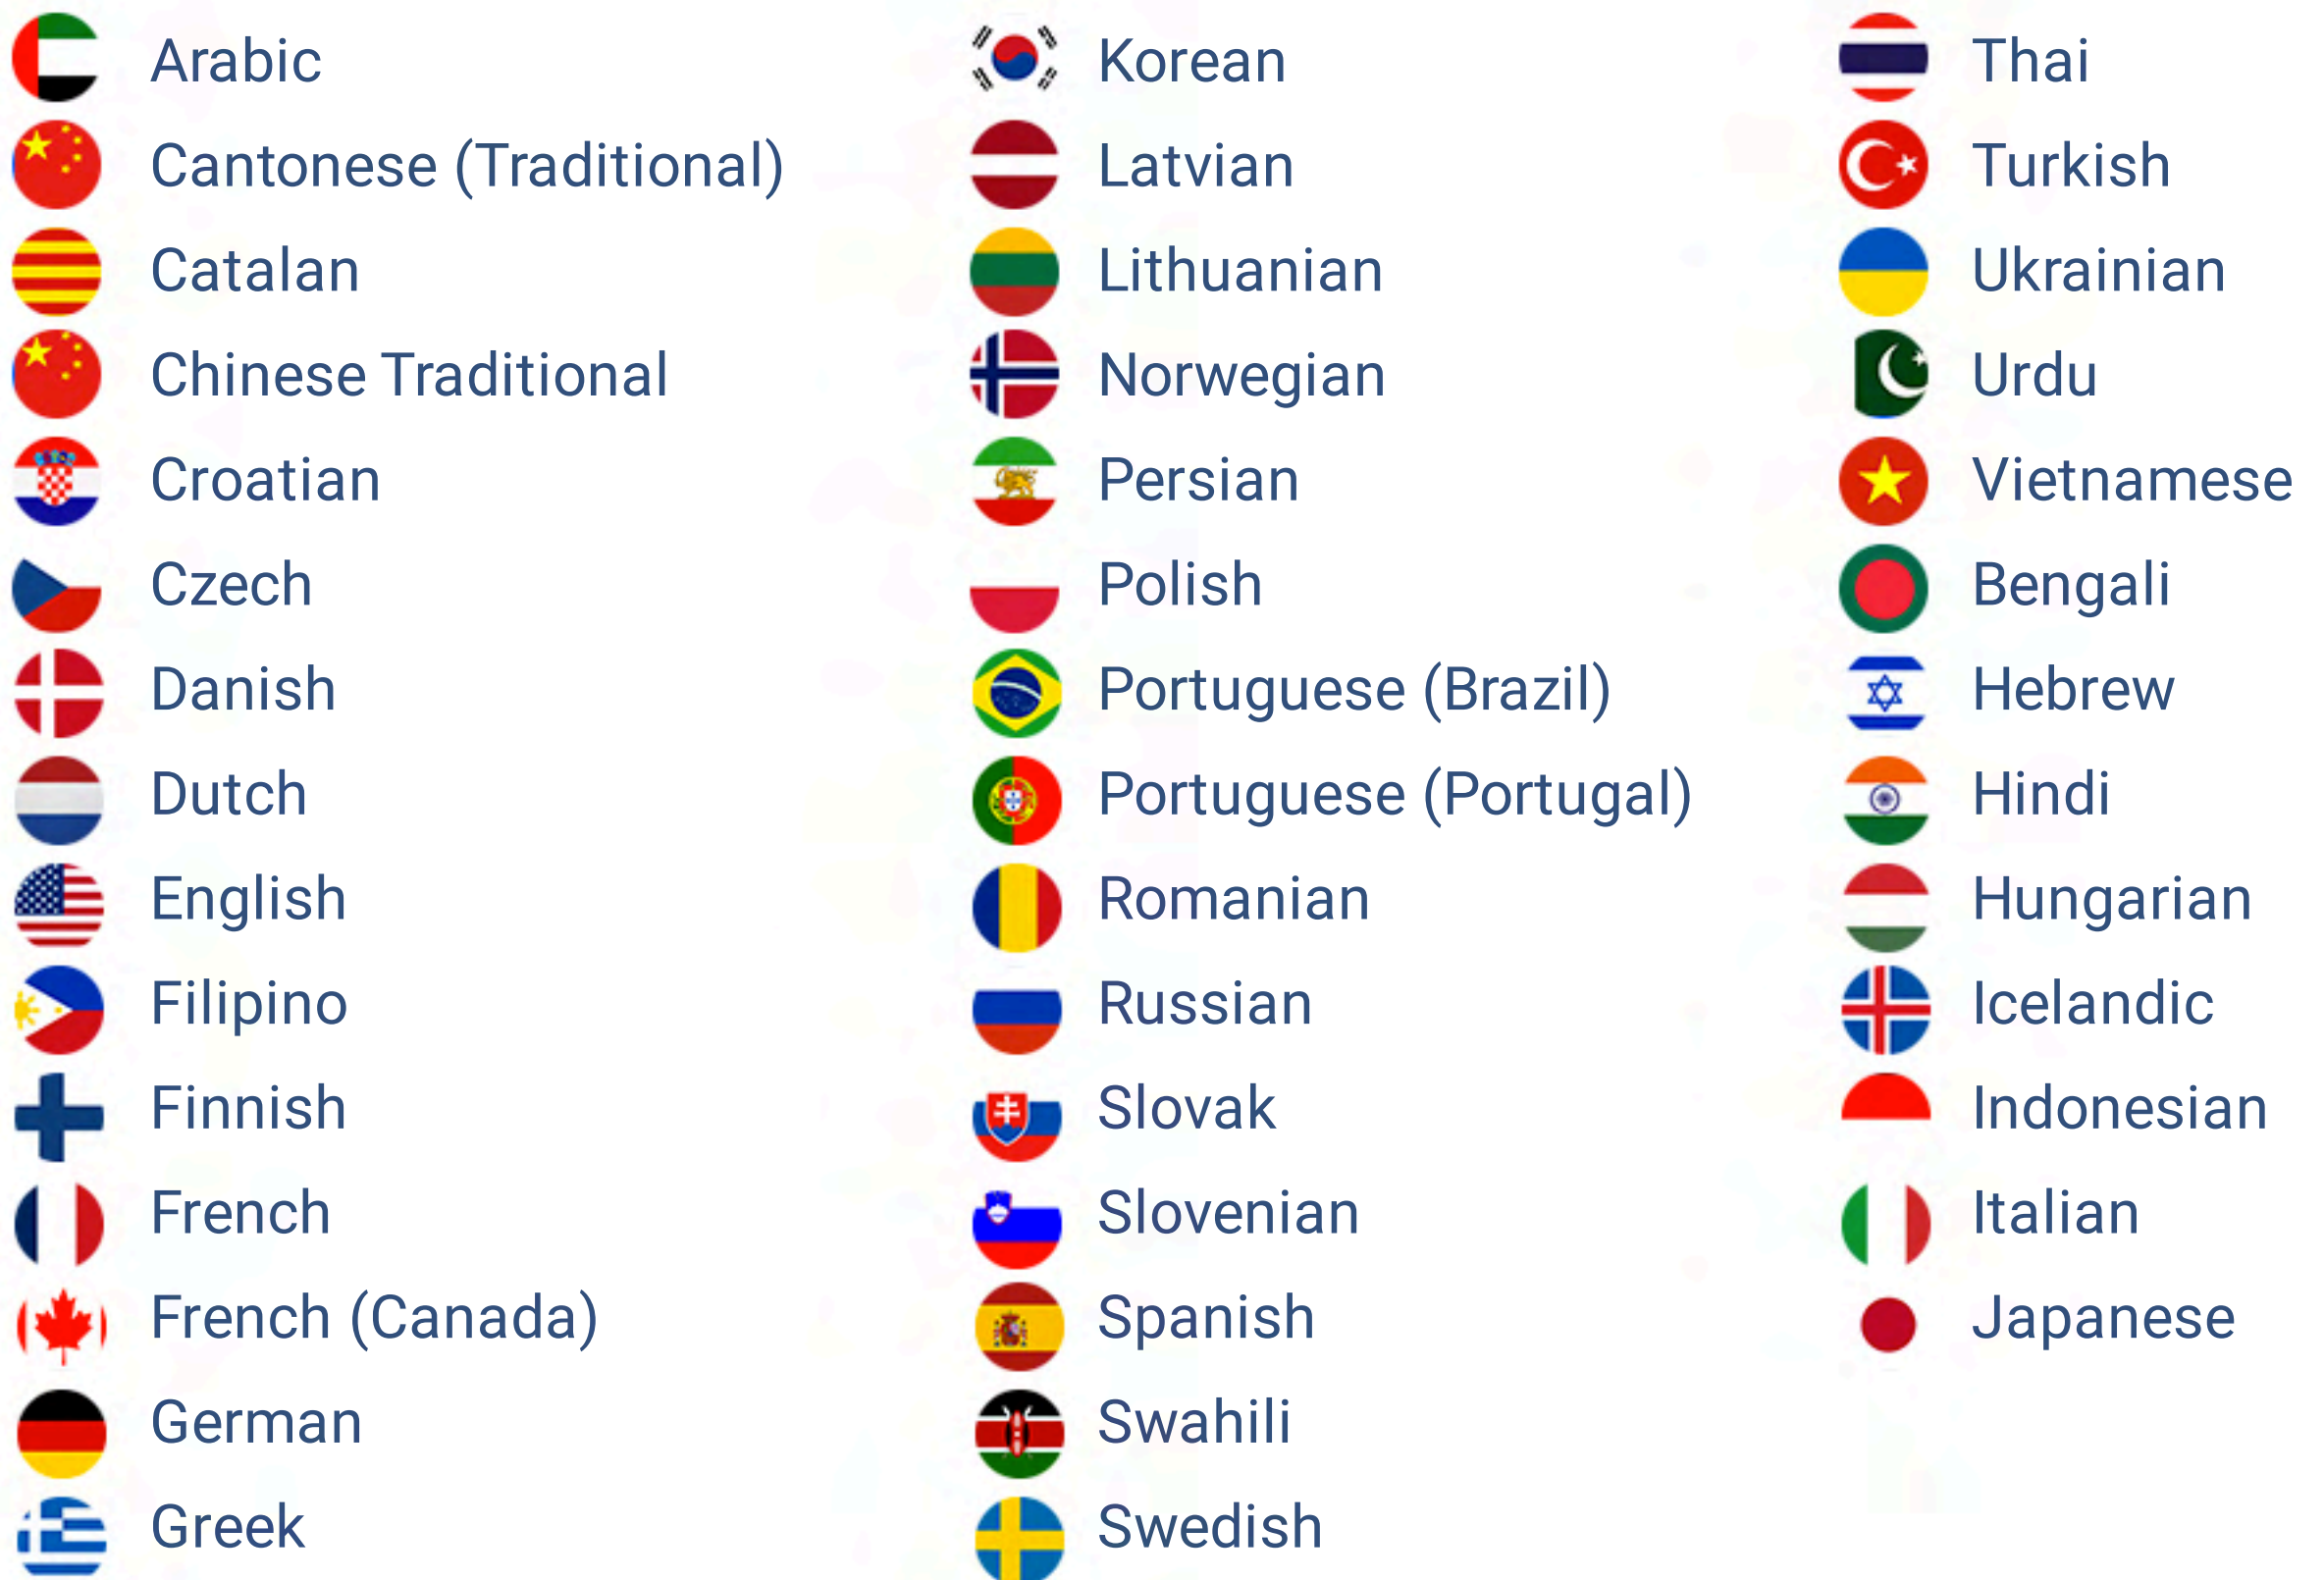 Arabic
Cantonese (Traditional)
Catalan
Chinese Traditional
Croatian
Czech
Danish
Dutch
English
Filipino
Finnish
French
French (Canada)
German
Greek
Korean
Latvian
Lithuanian
Norwegian
Persian
Polish
Portuguese (Brazil)
Portuguese (Portugal)
Romanian
Russian
Slovak
Slovenian
Spanish
Swahili
Swedish
Thai
Turkish
Ukrainian
Urdu
Vietnamese
Bengali
Hebrew
Hindi
Hungarian
Icelandic
Indonesian
Italian
Japanese